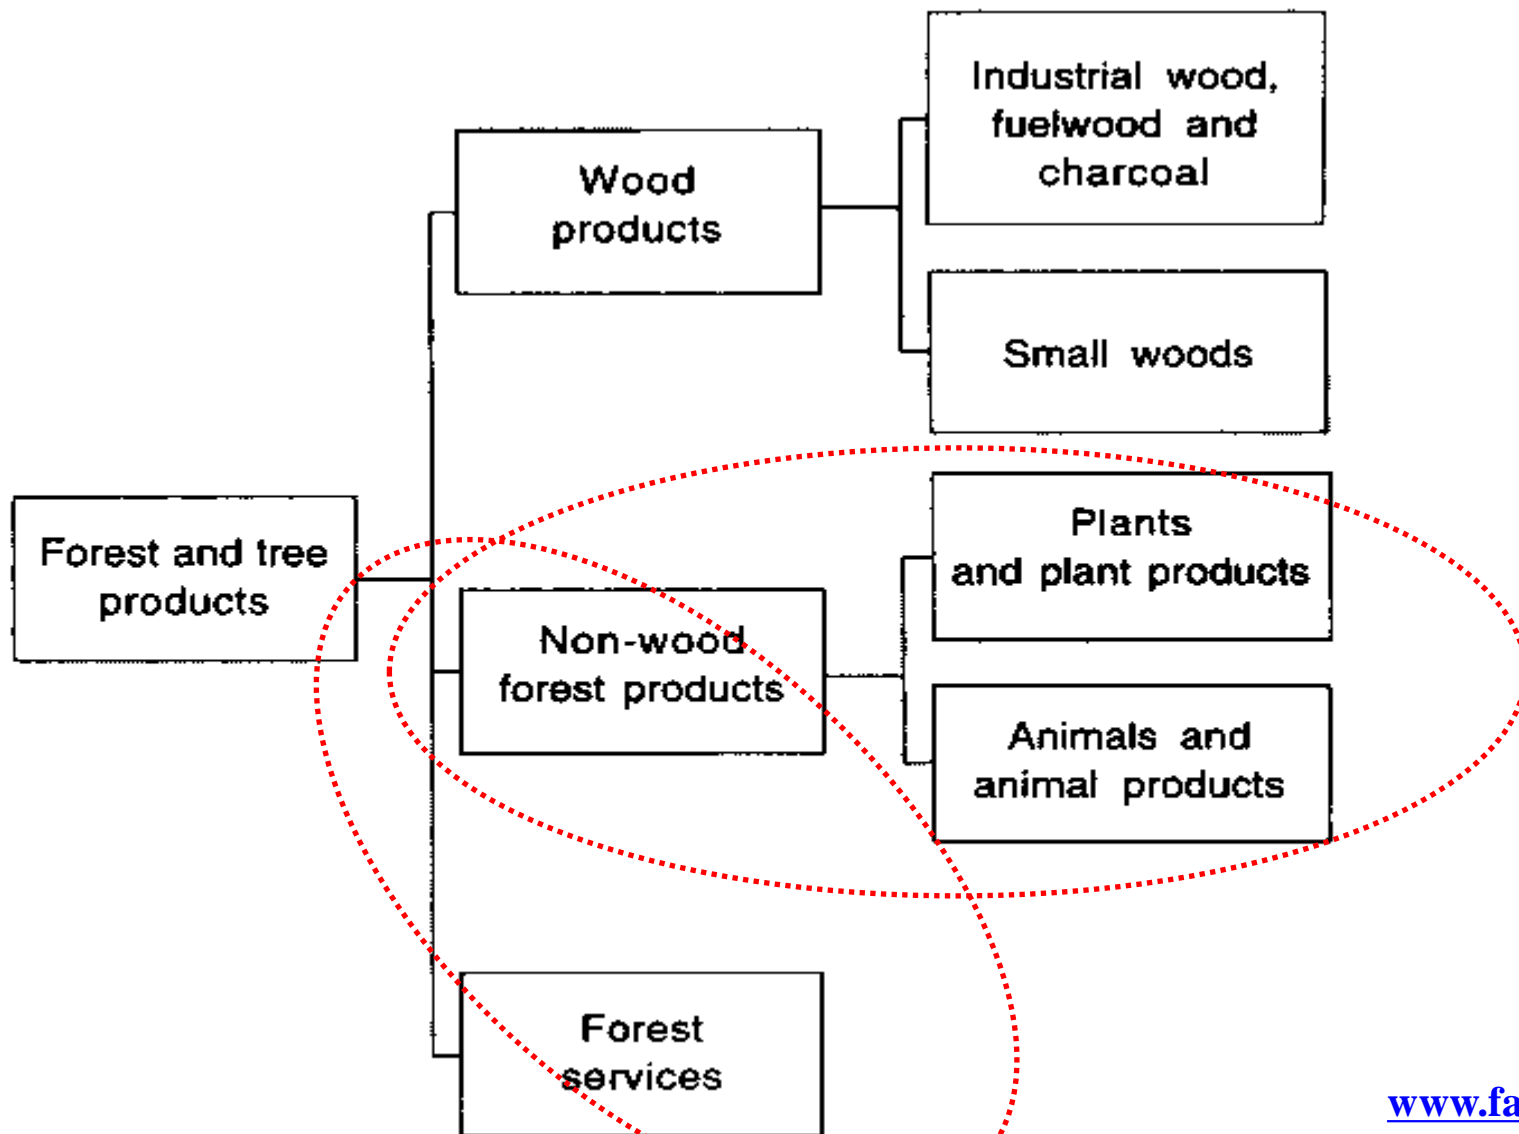 Industrial wood,
fuelwood and
charcoal
Wood
products
Small woods
Plants
and plant products
Forest and tree
products
Non-wood
forest products
Animals and
animal products
Forest
services
www.fa